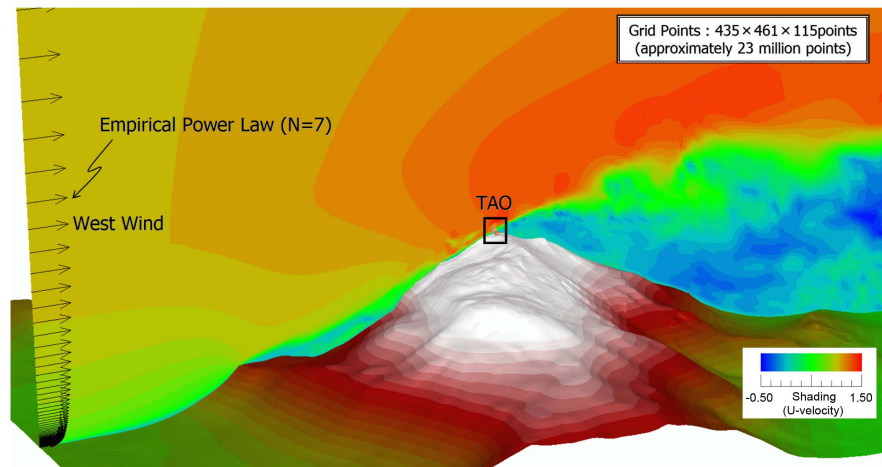 Grid Points : 435×461×115points
(approximately 23 million points)
Empirical Power Law (N=7)
TAO
West Wind
-0.50 Shading 1.50
(U-velocity)